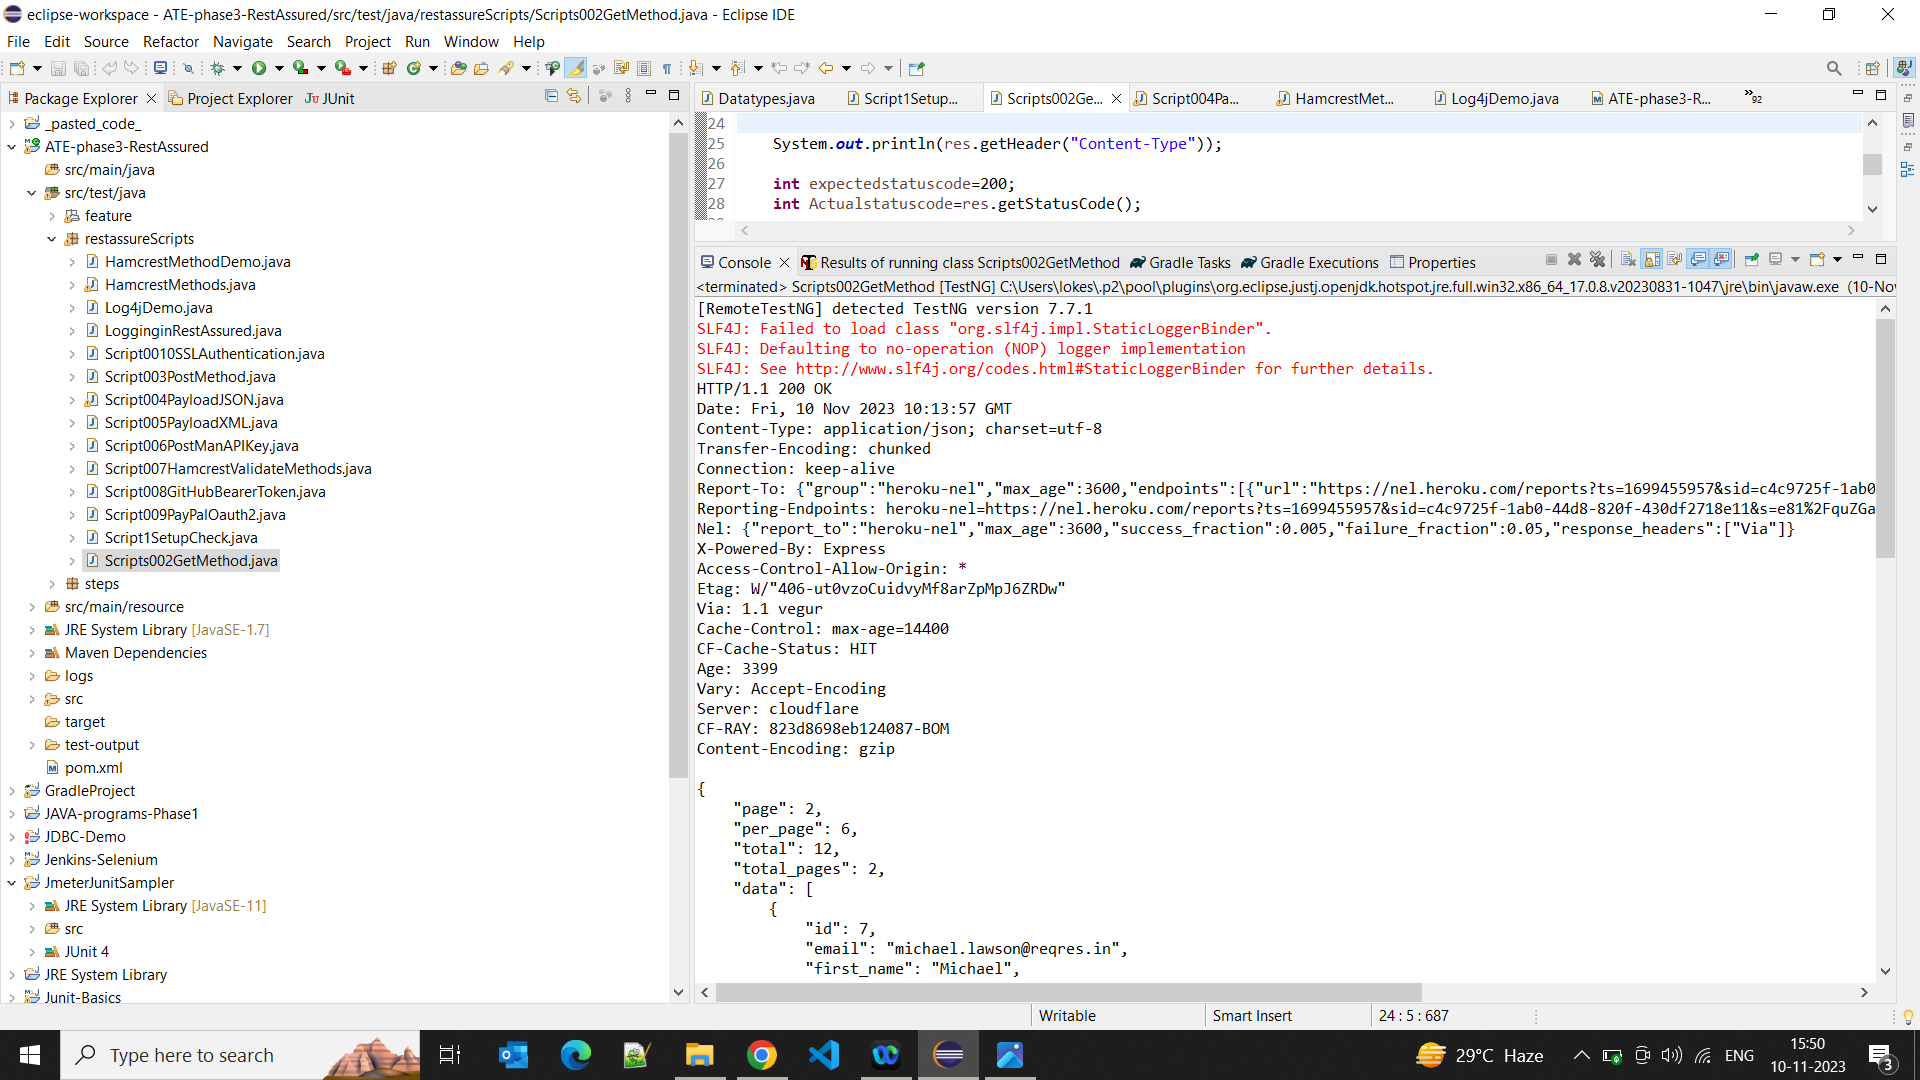 eclipse-workspace - ATE-phase3-RestAssured/src/test/java/restassureScripts/Scripts002GetMethod.java - Eclipse IDE
File Edit Source Refactor Navigate Search Project Run Window Help
Package Explorer Project Explorer JUnit
_pasted_code_
ATE-phase3-RestAssured
src/main/java
src/test/java
feature
restassureScripts
HamcrestMethodDemo.java
HamcrestMethods.java
Log4jDemo.java
LogginginRestAssured.java
Script0010SSLAuthentication.java
Script003PostMethod.java
Script004PayloadJSON.java
Script005PayloadXML.java
Script006PostManAPIKey.java
Script007HamcrestValidateMethods.java
Script008GitHubBearerToken.java
Script009PayPalOauth2.java
Script1SetupCheck.java
Scripts002GetMethod.java
steps
src/main/resource
JRE System Library [JavaSE-1.7]
Maven Dependencies
logs
src
target
test-output
pom.xml
GradleProject
JAVA-programs-Phase1
JDBC-Demo
Jenkins-Selenium
JmeterJunitSampler
JRE System Library [JavaSE-11]
src
JUnit 4
JRE System Library
Junit-Basics
Datatypes.java Script1Setup... Scripts002Ge... Script004Pa... HamcrestMet... Log4jDemo.java ATE-phase3-R... »92
24
25 System.out.println(res.getHeader("Content-Type"));
26
27 int expectedstatuscode=200;
28 int Actualstatuscode=res.getStatusCode();
Console Results of running class Scripts002GetMethod Gradle Tasks Gradle Executions Properties
<terminated> Scripts002GetMethod [TestNG] C:\Users\lokes\.p2\pool\plugins\org.eclipse.justj.openjdk.hotspot.jre.full.win32.x86_64_17.0.8.v20230831-1047\jre\bin\javaw.exe (10-Nov
[RemoteTestNG] detected TestNG version 7.7.1
SLF4J: Failed to load class "org.slf4j.impl.StaticLoggerBinder".
SLF4J: Defaulting to no-operation (NOP) logger implementation
SLF4J: See http://www.slf4j.org/codes.html#StaticLoggerBinder for further details.
HTTP/1.1 200 OK
Date: Fri, 10 Nov 2023 10:13:57 GMT
Content-Type: application/json; charset=utf-8
Transfer-Encoding: chunked
Connection: keep-alive
Report-To: {"group":"heroku-nel","max_age":3600,"endpoints":[{"url":"https://nel.heroku.com/reports?ts=1699455957&sid=c4c9725f-1ab0
Reporting-Endpoints: heroku-nel=https://nel.heroku.com/reports?ts=1699455957&sid=c4c9725f-1ab0-44d8-820f-430df2718e11&s=e81%2FquZGa
Nel: {"report_to":"heroku-nel","max_age":3600,"success_fraction":0.005,"failure_fraction":0.05,"response_headers":["Via"]}
X-Powered-By: Express
Access-Control-Allow-Origin: *
Etag: W/"406-ut0vzoCuidvyMf8arZpMpJ6ZRDw"
Via: 1.1 vegur
Cache-Control: max-age=14400
CF-Cache-Status: HIT
Age: 3399
Vary: Accept-Encoding
Server: cloudflare
CF-RAY: 823d8698eb124087-BOM
Content-Encoding: gzip
{
"page": 2,
"per_page": 6,
"total": 12,
"total_pages": 2,
"data": [
{
"id": 7,
"email": "michael.lawson@reqres.in",
"first_name": "Michael",
Writable Smart Insert 24 : 5 : 687
Type here to search 29°C Haze ENG 15:50
10-11-2023 3